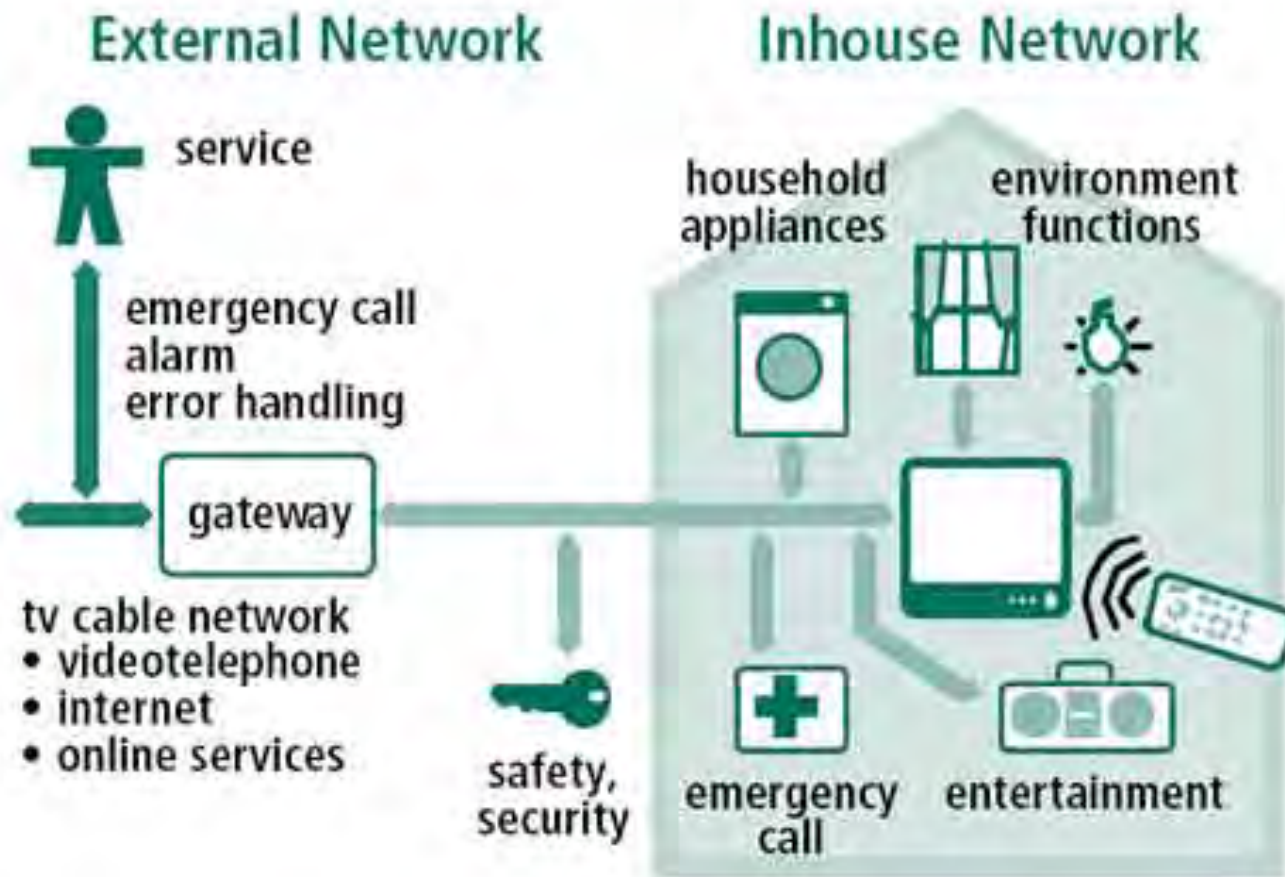 External Network
Inhouse Network
service
emergency call
alarm
error handling
gateway
tv cable network
• videotelephone
• internet
• online services
safety,
security
household
appliances
environment
functions
emergency
call
entertainment